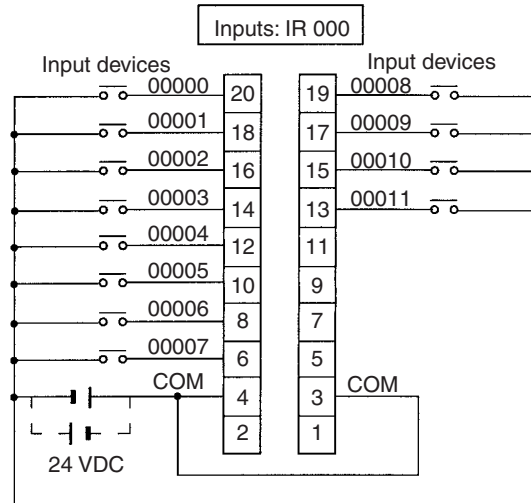 Inputs: IR 000
Input devices
Input devices
00000 20 19 00008
00001 18 17 00009
00002 16 15 00010
00003 14 13 00011
00004 12 11
00005 10 9
00006 8 7
00007 6 5
COM 4 3 COM
2 1
24 VDC